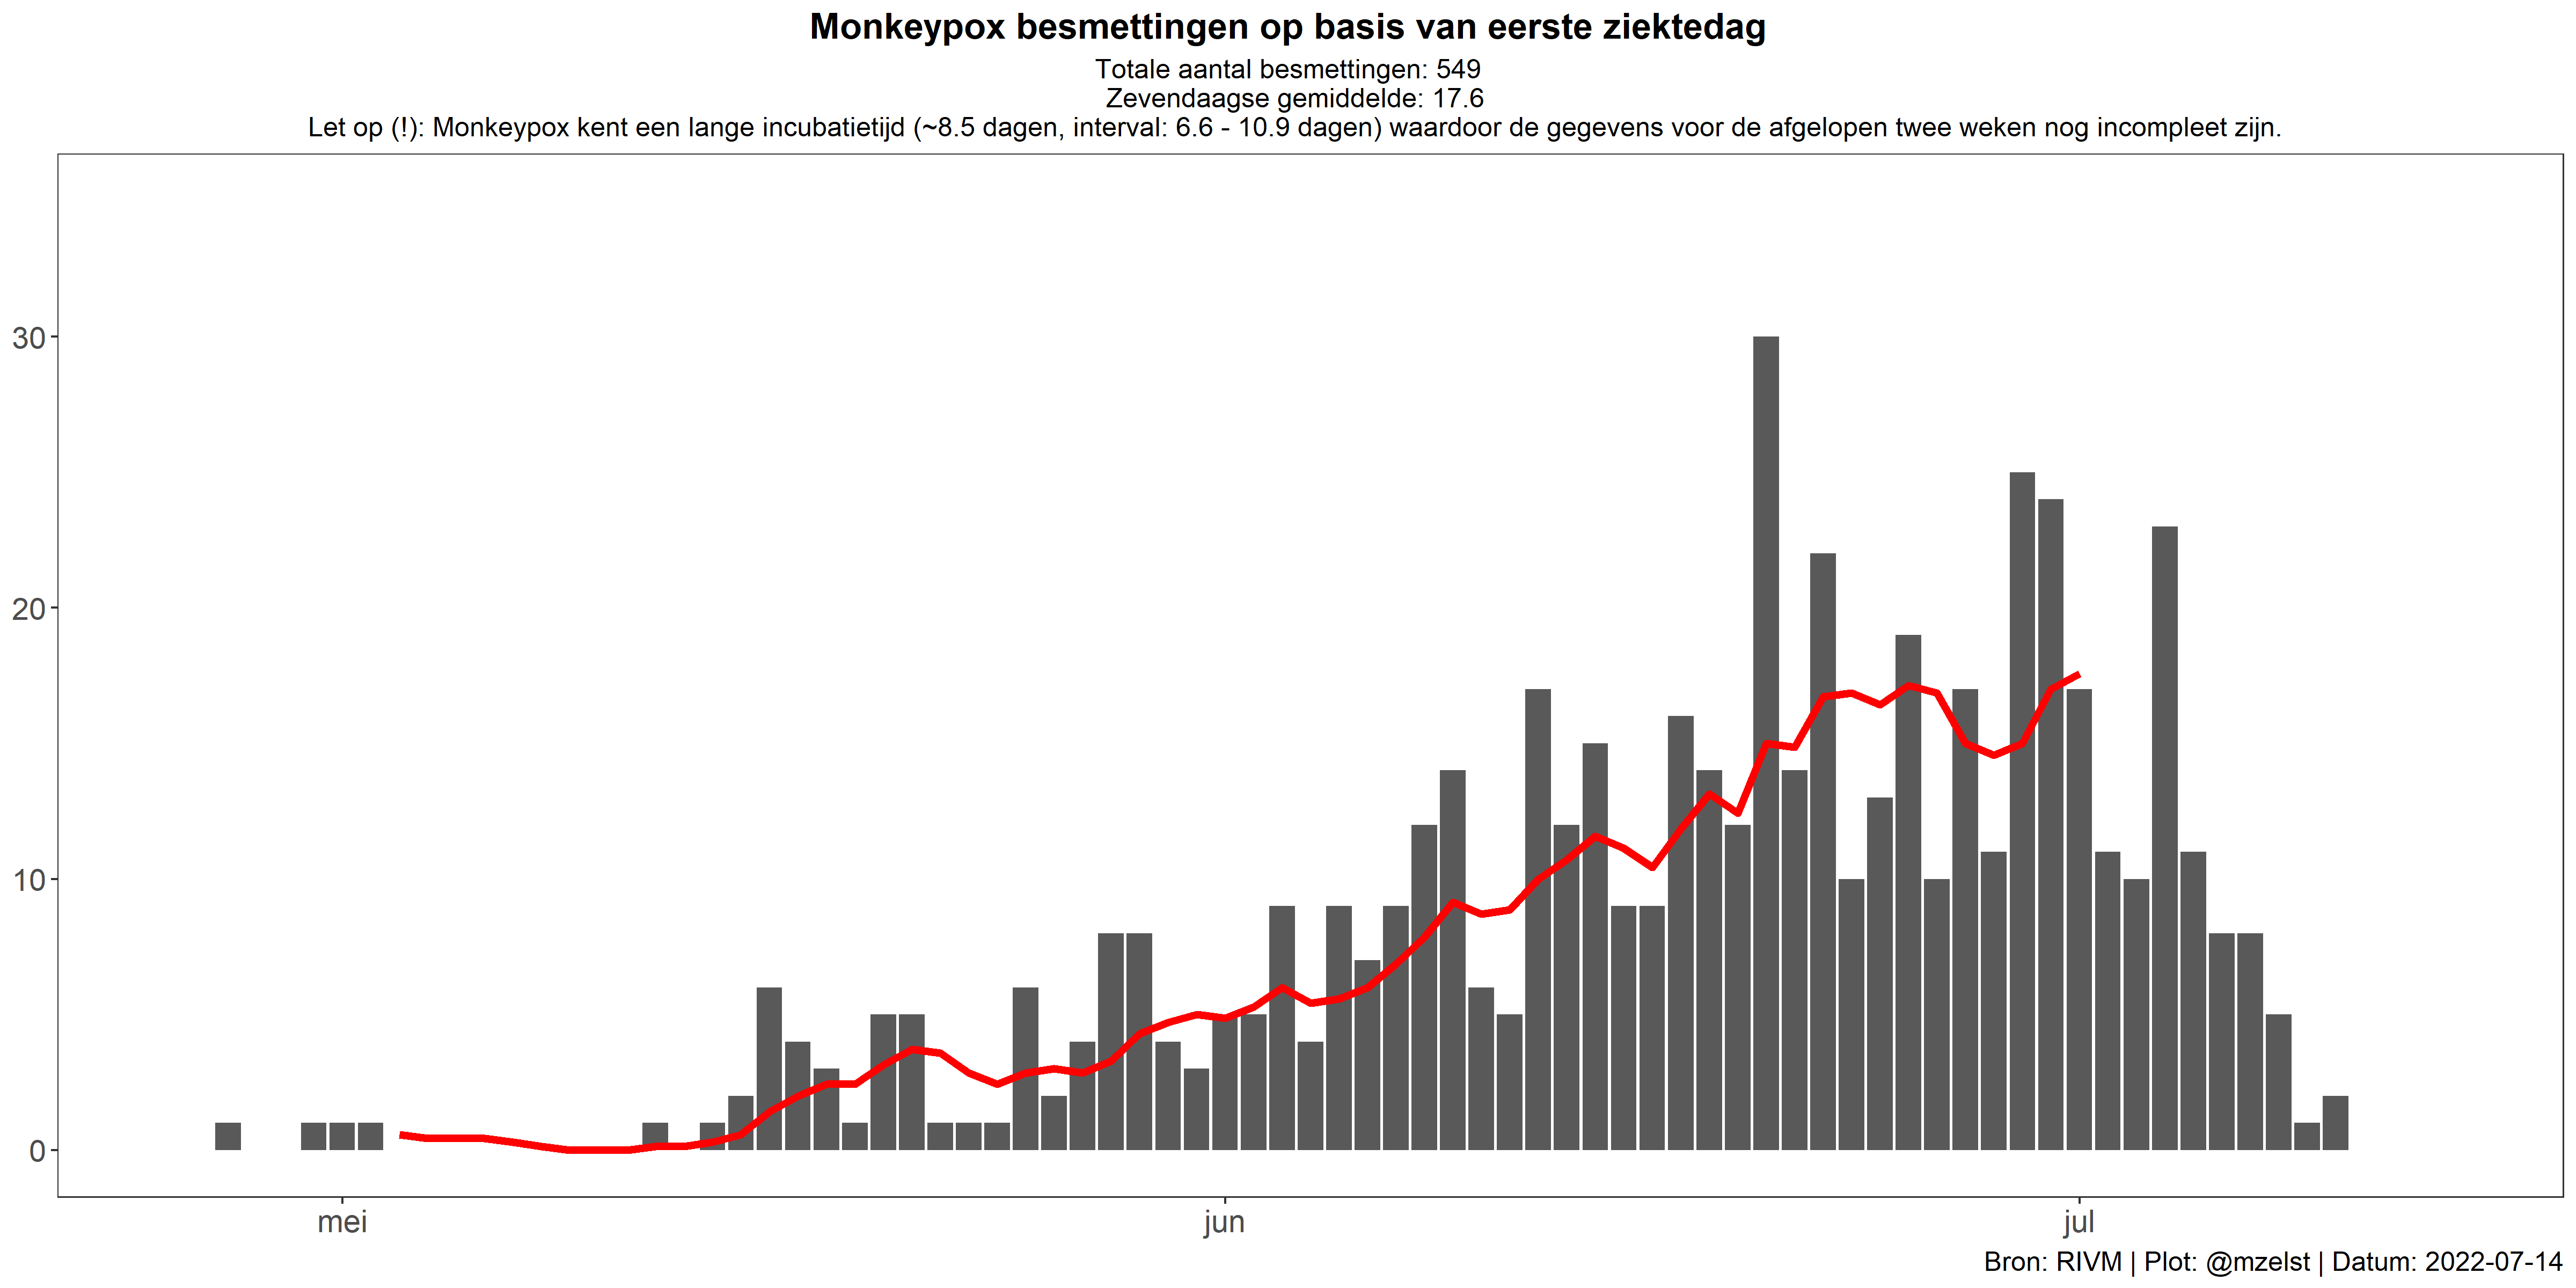 Monkeypox besmettingen op basis van eerste ziektedag
Totale aantal besmettingen: 549
Zevendaagse gemiddelde: 17.6
Let op (!): Monkeypox kent een lange incubatietijd (~8.5 dagen, interval: 6.6 - 10.9 dagen) waardoor de gegevens voor de afgelopen twee weken nog incompleet zijn.
30
20
10
0
mei jun jul
Bron: RIVM | Plot: @mzelst | Datum: 2022-07-14